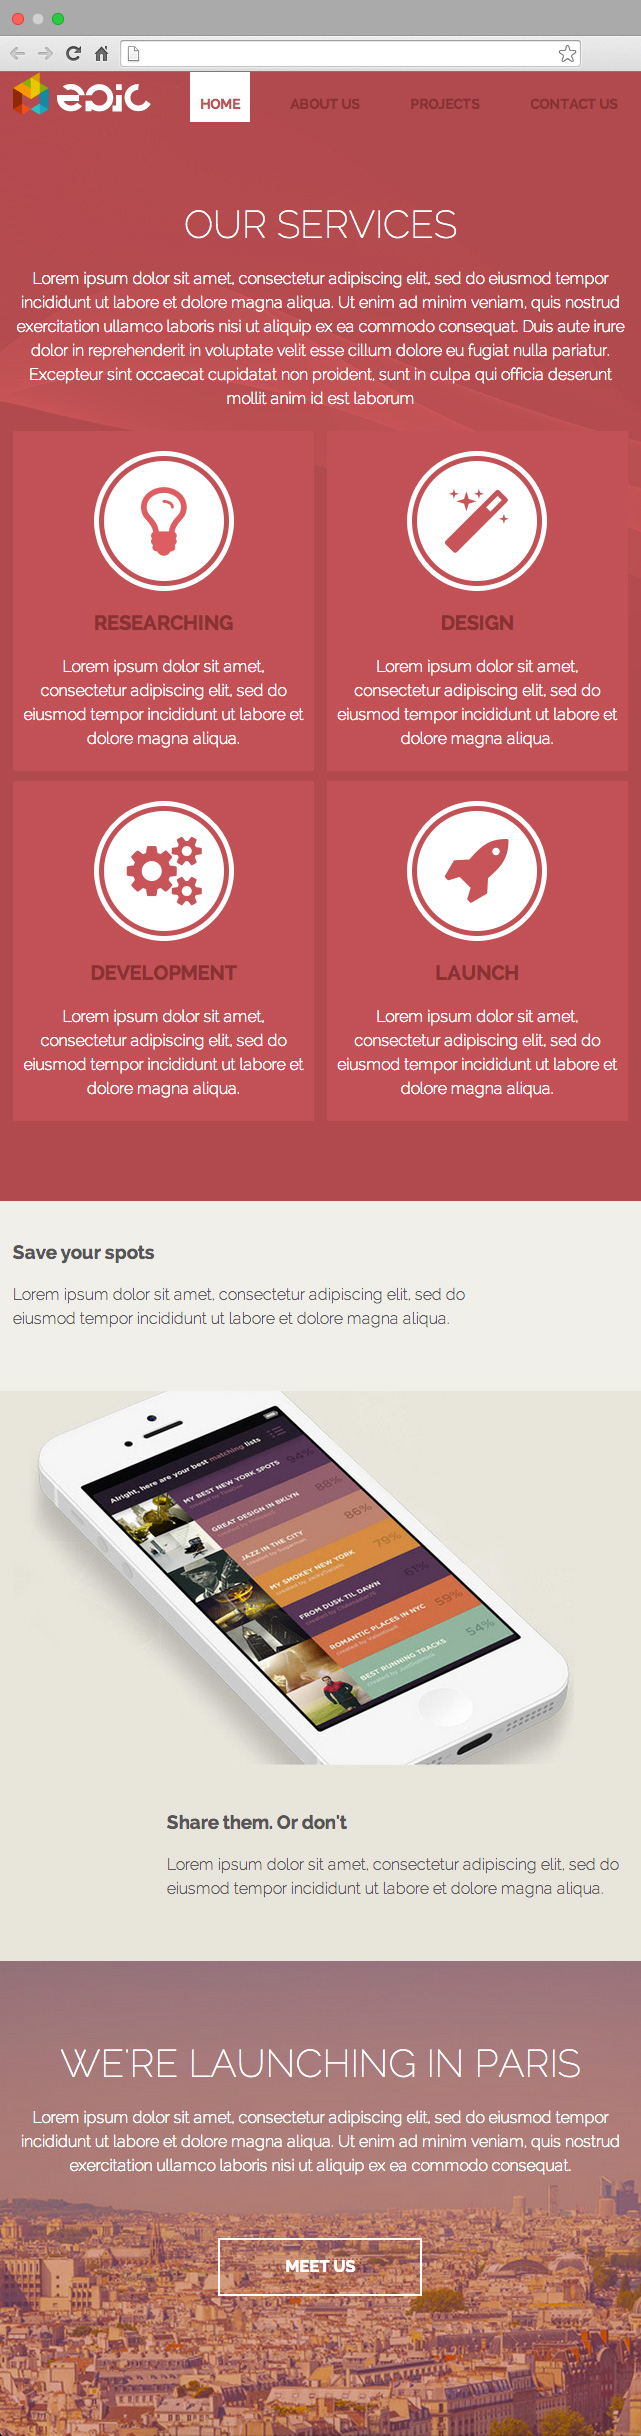 epic
HOME ABOUT US PROJECTS CONTACT US
OUR SERVICES
Lorem ipsum dolor sit amet, consectetur adipiscing elit, sed do eiusmod tempor
incididunt ut labore et dolore magna aliqua. Ut enim ad minim veniam, quis nostrud
exercitation ullamco laboris nisi ut aliquip ex ea commodo consequat. Duis aute irure
dolor in reprehenderit in voluptate velit esse cillum dolore eu fugiat nulla pariatur.
Excepteur sint occaecat cupidatat non proident, sunt in culpa qui officia deserunt
mollit anim id est laborum
RESEARCHING
Lorem ipsum dolor sit amet,
consectetur adipiscing elit, sed do
eiusmod tempor incididunt ut labore et
dolore magna aliqua.
DESIGN
Lorem ipsum dolor sit amet,
consectetur adipiscing elit, sed do
eiusmod tempor incididunt ut labore et
dolore magna aliqua.
DEVELOPMENT
Lorem ipsum dolor sit amet,
consectetur adipiscing elit, sed do
eiusmod tempor incididunt ut labore et
dolore magna aliqua.
LAUNCH
Lorem ipsum dolor sit amet,
consectetur adipiscing elit, sed do
eiusmod tempor incididunt ut labore et
dolore magna aliqua.
Save your spots
Lorem ipsum dolor sit amet, consectetur adipiscing elit, sed do
eiusmod tempor incididunt ut labore et dolore magna aliqua.
Alright, here are your best matching lists
MY BEST NEW YORK SPOTS 94%
created by
GREAT DESIGN IN BKLYN 88%
created by
JAZZ IN THE CITY 86%
created by
MY SMOKEY NEW YORK 79%
created by
FROM DUSK TIL DAWN 61%
created by
ROMANTIC PLACES IN NYC 59%
created by
BEST RUNNING TRACKS 54%
created by
Share them. Or don't
Lorem ipsum dolor sit amet, consectetur adipiscing elit, sed do
eiusmod tempor incididunt ut labore et dolore magna aliqua.
WE'RE LAUNCHING IN PARIS
Lorem ipsum dolor sit amet, consectetur adipiscing elit, sed do eiusmod tempor
incididunt ut labore et dolore magna aliqua. Ut enim ad minim veniam, quis nostrud
exercitation ullamco laboris nisi ut aliquip ex ea commodo consequat.
MEET US